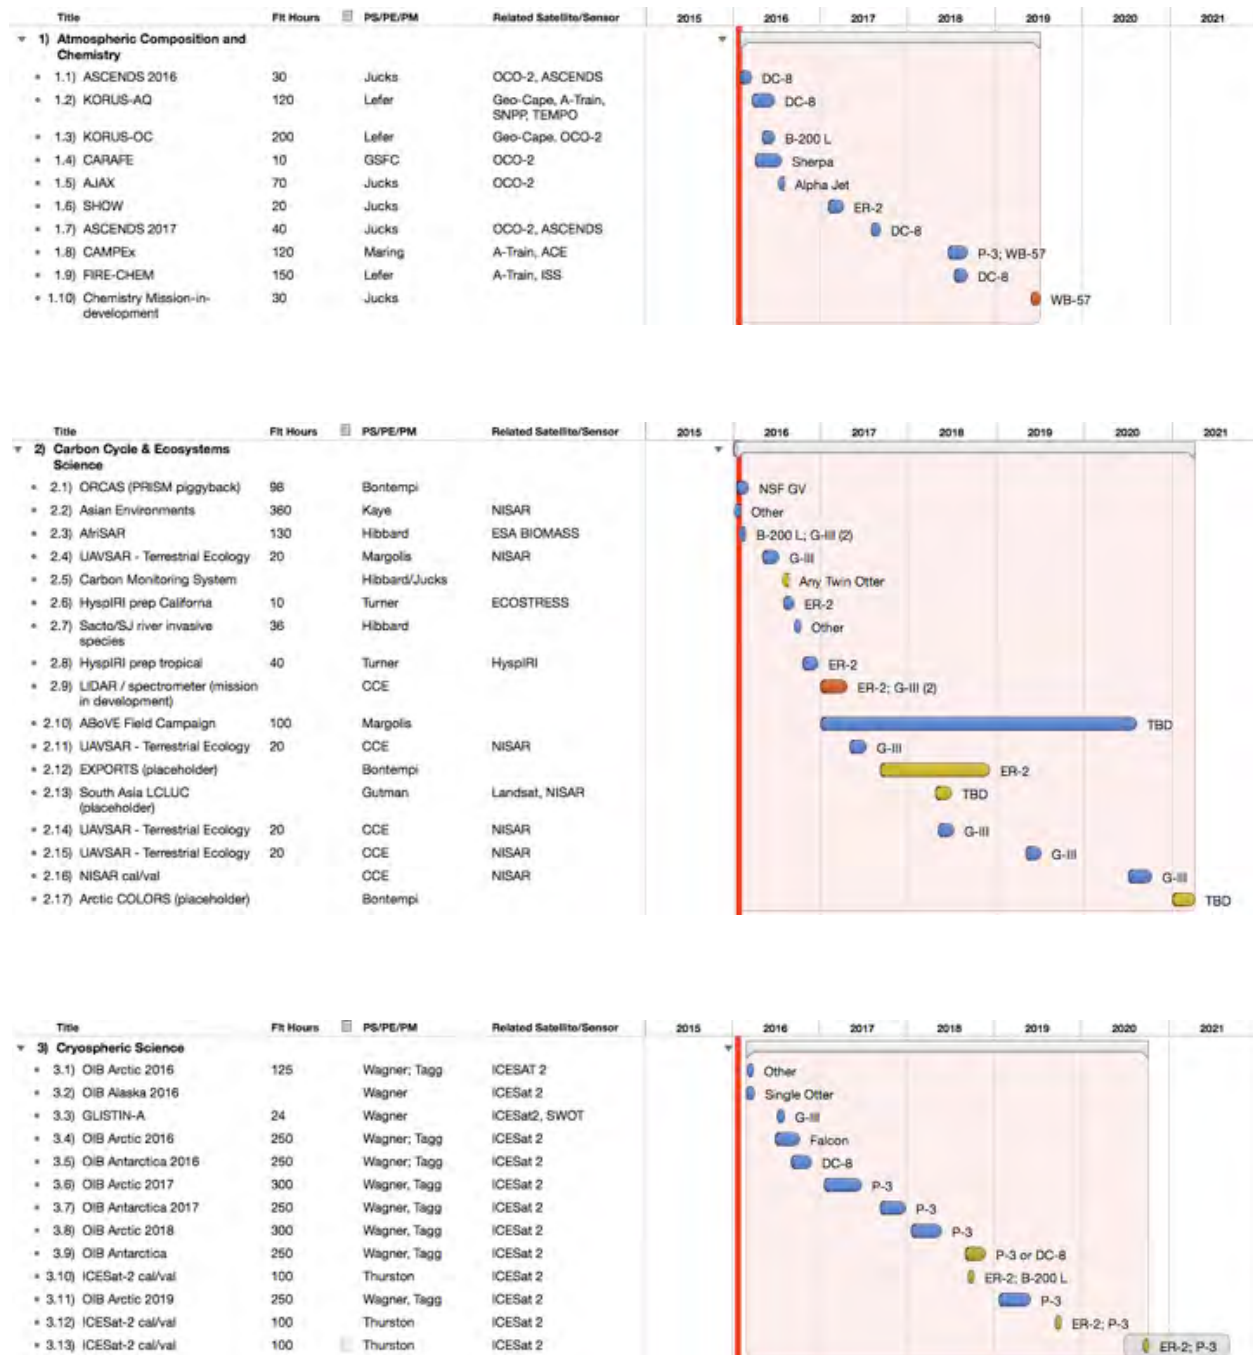 Title Flt Hours PS/PE/PM Related Satellite/Sensor 2015 2016 2017 2018 2019 2020 2021
1) Atmospheric Composition and
Chemistry
1.1) ASCENDS 2016 30 Jucks OCO-2, ASCENDS DC-8
1.2) KORUS-AQ 120 Lefer Geo-Cape, A-Train, DC-8
SNPP, TEMPO
1.3) KORUS-OC 200 Lefer Geo-Cape, OCO-2 B-200 L
1.4) CARAFE 10 GSFC OCO-2 Sherpa
1.5) AJAX 70 Jucks OCO-2 Alpha Jet
1.6) SHOW 20 Jucks ER-2
1.7) ASCENDS 2017 40 Jucks OCO-2, ASCENDS DC-8
1.8) CAMPEx 120 Maring A-Train, ACE P-3; WB-57
1.9) FIRE-CHEM 150 Lefer A-Train, ISS DC-8
1.10) Chemistry Mission-in- 30 Jucks WB-57
development
Title Flt Hours PS/PE/PM Related Satellite/Sensor 2015 2016 2017 2018 2019 2020 2021
2) Carbon Cycle & Ecosystems
Science
2.1) ORCAS (PRISM piggyback) 98 Bontempi NSF GV
2.2) Asian Environments 360 Kaye NISAR Other
2.3) AfriSAR 130 Hibbard ESA BIOMASS B-200 L; G-III (2)
2.4) UAVSAR - Terrestrial Ecology 20 Margolis NISAR G-III
2.5) Carbon Monitoring System Hibbard/Jucks Any Twin Otter
2.6) HyspIRI prep Californa 10 Turner ECOSTRESS ER-2
2.7) Sacto/SJ river invasive 36 Hibbard Other
species
2.8) HyspIRI prep tropical 40 Turner HyspIRI ER-2
2.9) LIDAR / spectrometer (mission CCE ER-2; G-III (2)
in development)
2.10) ABoVE Field Campaign 100 Margolis TBD
2.11) UAVSAR - Terrestrial Ecology 20 CCE NISAR G-III
2.12) EXPORTS (placeholder) Bontempi ER-2
2.13) South Asia LCLUC Gutman Landsat, NISAR TBD
(placeholder)
2.14) UAVSAR - Terrestrial Ecology 20 CCE NISAR G-III
2.15) UAVSAR - Terrestrial Ecology 20 CCE NISAR G-III
2.16) NISAR cal/val CCE NISAR G-III
2.17) Arctic COLORS (placeholder) Bontempi TBD
Title Flt Hours PS/PE/PM Related Satellite/Sensor 2015 2016 2017 2018 2019 2020 2021
3) Cryospheric Science
3.1) OIB Arctic 2016 125 Wagner; Tagg ICESAT 2 Other
3.2) OIB Alaska 2016 Wagner ICESat 2 Single Otter
3.3) GLISTIN-A 24 Wagner ICESat2, SWOT G-III
3.4) OIB Arctic 2016 250 Wagner; Tagg ICESat 2 Falcon
3.5) OIB Antarctica 2016 250 Wagner; Tagg ICESat 2 DC-8
3.6) OIB Arctic 2017 300 Wagner, Tagg ICESat 2 P-3
3.7) OIB Antarctica 2017 250 Wagner, Tagg ICESat 2 P-3
3.8) OIB Arctic 2018 300 Wagner, Tagg ICESat 2 P-3
3.9) OIB Antarctica 250 Wagner, Tagg ICESat 2 P-3 or DC-8
3.10) ICESat-2 cal/val 100 Thurston ICESat 2 ER-2; B-200 L
3.11) OIB Arctic 2019 250 Wagner, Tagg ICESat 2 P-3
3.12) ICESat-2 cal/val 100 Thurston ICESat 2 ER-2; P-3
3.13) ICESat-2 cal/val 100 Thurston ICESat 2 ER-2; P-3